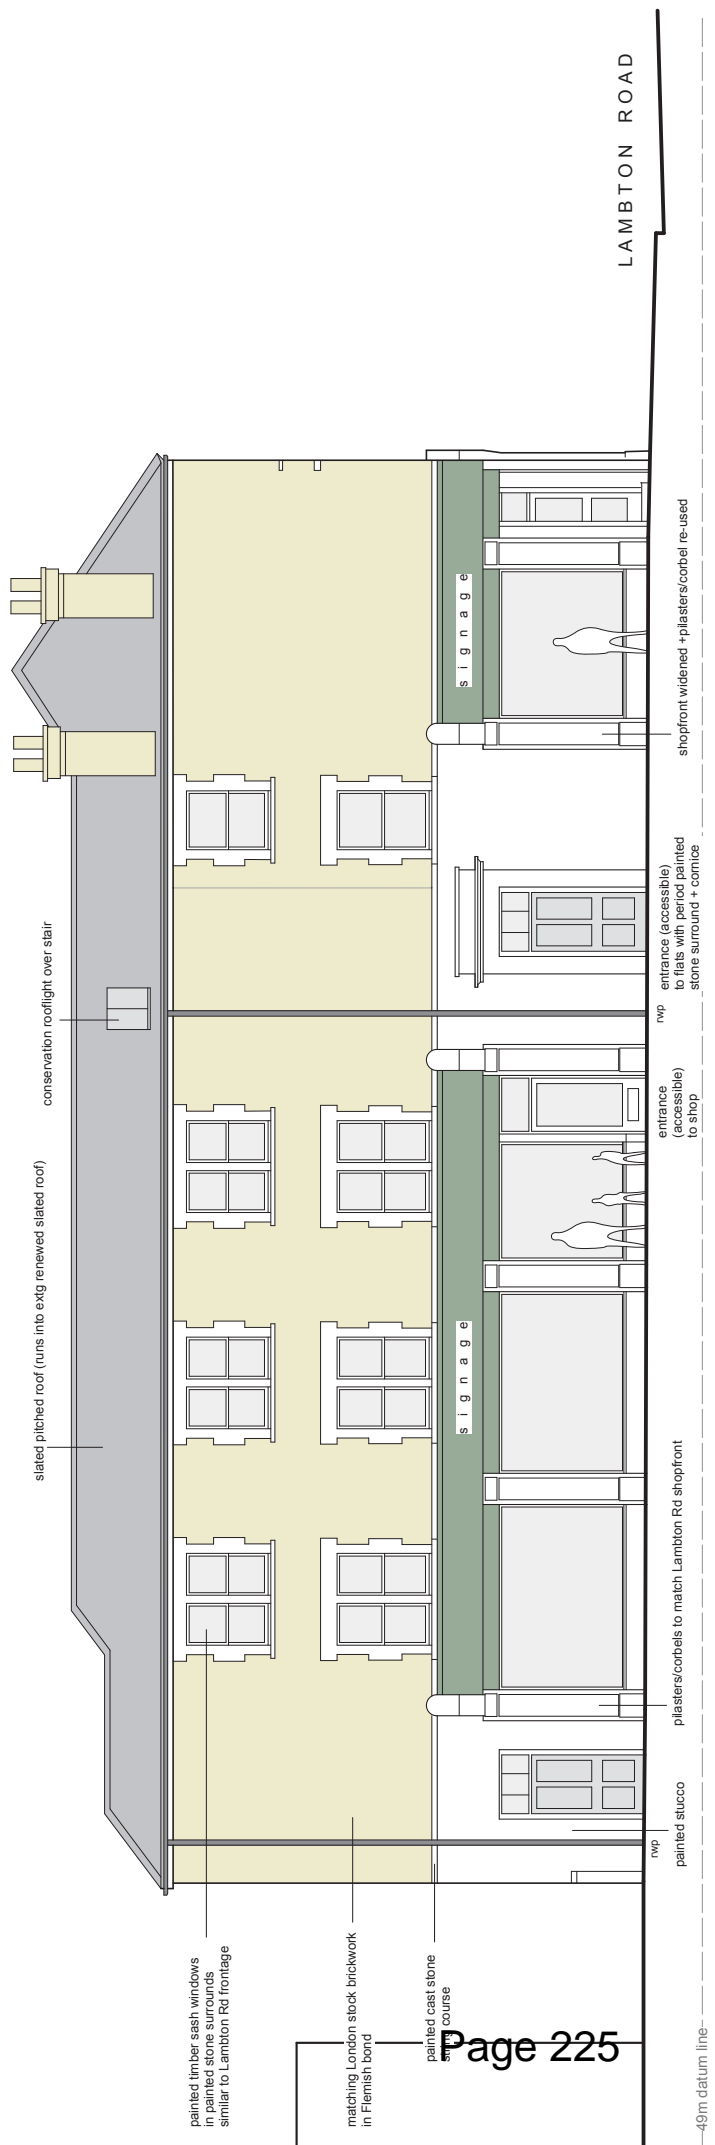 conservation rooflight over stair
slated pitched roof (runs into extg renewed slated roof)
painted timber sash windows
in painted stone surrounds
similar to Lambton Rd frontage
matching London stock brickwork
in Flemish bond
painted cast stone
string course
signage
signage
LAMBTON ROAD
rwp
painted stucco
pilasters/corbels to match Lambton Rd shopfront
entrance
(accessible)
to shop
rwp
entrance (accessible)
to flats with period painted
stone surround + cornice
shopfront widened +pilasters/corbel re-used
49m datum line
Page 225